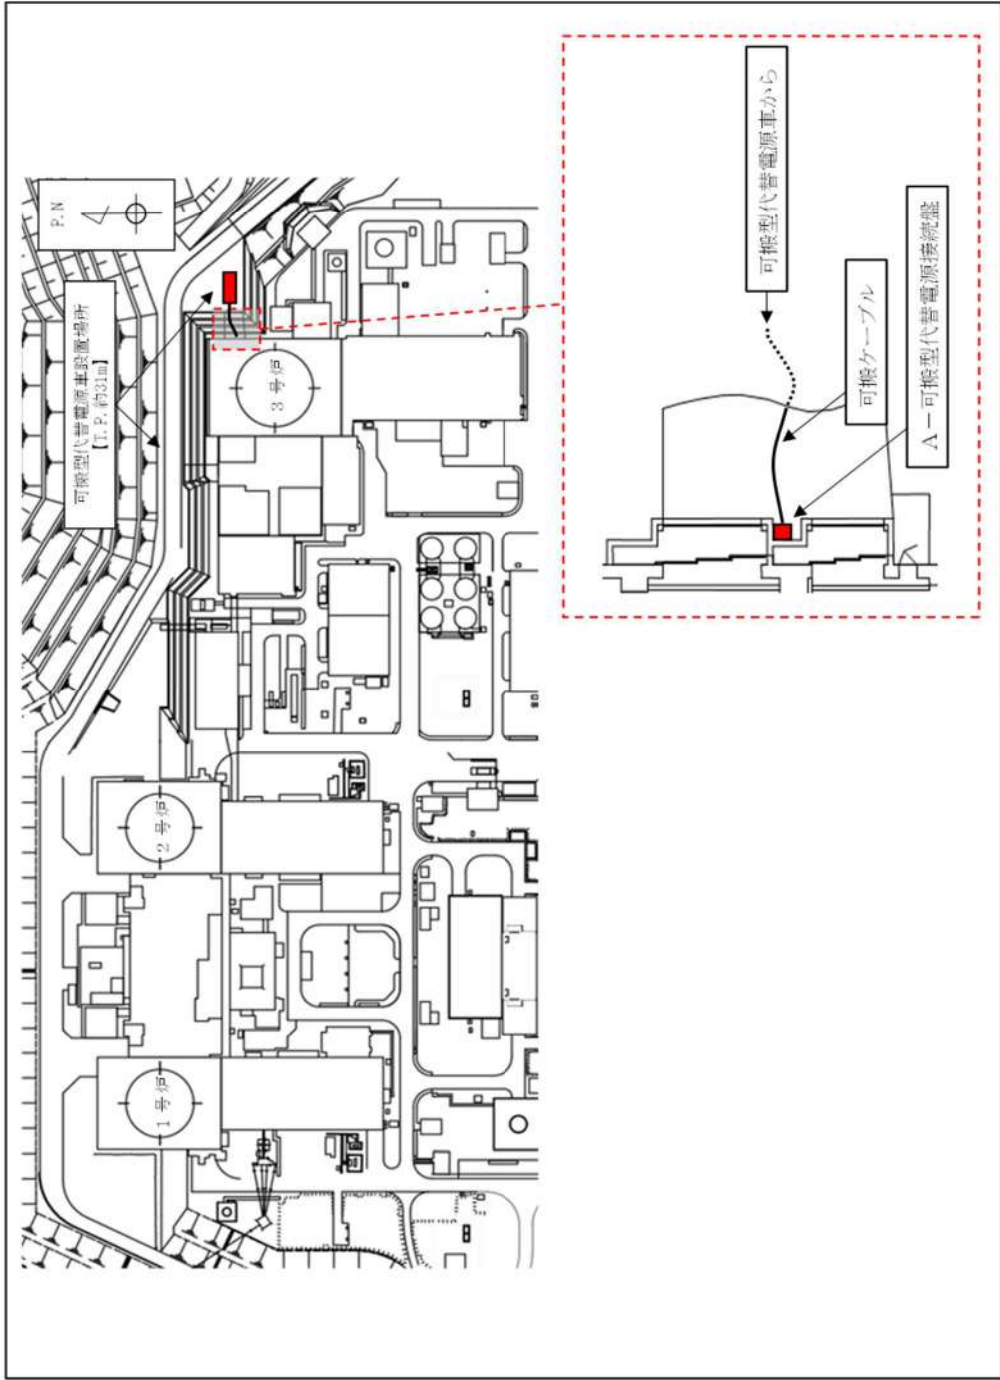 P.N
可搬型代替電源車設置場所
【T.P.約31m】
1号炉
2号炉
3号炉
可搬型代替電源車から
可搬ケーブル
A－可搬型代替電源接続盤